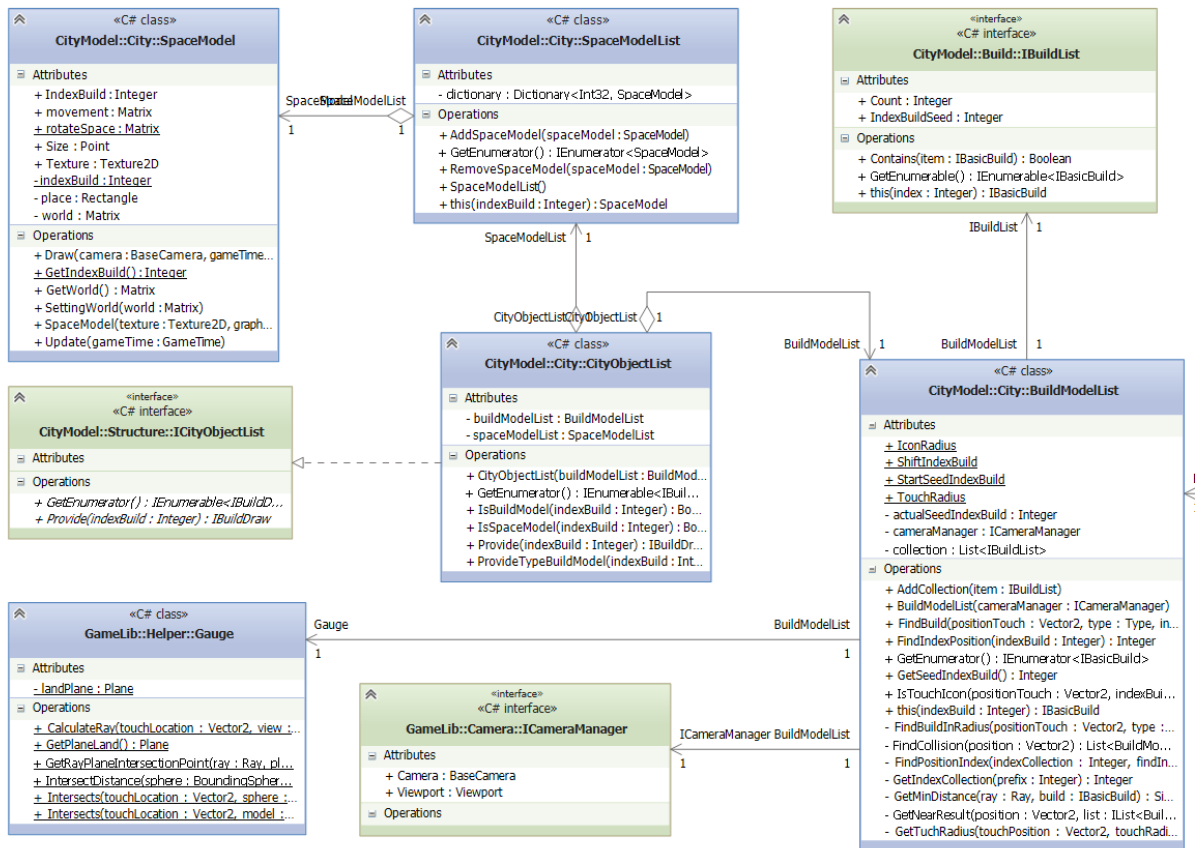 «C# class»
CityModel::City::SpaceModel
Attributes
+ IndexBuild : Integer
+ movement : Matrix
+ rotateSpace : Matrix
+ Size : Point
+ Texture : Texture2D
- indexBuild : Integer
- place : Rectangle
- world : Matrix
Operations
+ Draw(camera : BaseCamera, gameTime...
+ GetIndexBuild() : Integer
+ GetWorld() : Matrix
+ SettingWorld(world : Matrix)
+ SpaceModel(texture : Texture2D, graph...
+ Update(gameTime : GameTime)
SpaceModel
SpaceModelList
1
1
«C# class»
CityModel::City::SpaceModelList
Attributes
- dictionary : Dictionary<Int32, SpaceModel>
Operations
+ AddSpaceModel(spaceModel : SpaceModel)
+ GetEnumerator() : IEnumerator<SpaceModel>
+ RemoveSpaceModel(spaceModel : SpaceModel)
+ SpaceModelList()
+ this(indexBuild : Integer) : SpaceModel
«interface»
«C# interface»
CityModel::Build::IBuildList
Attributes
+ Count : Integer
+ IndexBuildSeed : Integer
Operations
+ Contains(item : IBasicBuild) : Boolean
+ GetEnumerable() : IEnumerable<IBasicBuild>
+ this(index : Integer) : IBasicBuild
SpaceModelList
1
IBuildList
1
CityObjectList
1
CityObjectList
1
BuildModelList
1
BuildModelList
1
«C# class»
CityModel::City::CityObjectList
Attributes
- buildModelList : BuildModelList
- spaceModelList : SpaceModelList
Operations
+ CityObjectList(buildModelList : BuildMod...
+ GetEnumerator() : IEnumerable<IBuil...
+ IsBuildModel(indexBuild : Integer) : Bo...
+ IsSpaceModel(indexBuild : Integer) : Bo...
+ Provide(indexBuild : Integer) : IBuildDr...
+ ProvideTypeBuildModel(indexBuild : Int...
«interface»
«C# interface»
CityModel::Structure::ICityObjectList
Attributes
Operations
+ GetEnumerator() : IEnumerable<IBuildD...
+ Provide(indexBuild : Integer) : IBuildDraw
«C# class»
CityModel::City::BuildModelList
Attributes
+ IconRadius
+ ShiftIndexBuild
+ StartSeedIndexBuild
+ TouchRadius
- actualSeedIndexBuild : Integer
- cameraManager : ICameraManager
- collection : List<IBuildList>
Operations
+ AddCollection(item : IBuildList)
+ BuildModelList(cameraManager : ICameraManager)
+ FindBuild(positionTouch : Vector2, type : Type, in...
+ FindIndexPosition(indexBuild : Integer) : Integer
+ GetEnumerator() : IEnumerator<IBasicBuild>
+ GetSeedIndexBuild() : Integer
+ IsTouchIcon(positionTouch : Vector2, indexBui...
+ this(indexBuild : Integer) : IBasicBuild
- FindBuildInRadius(positionTouch : Vector2, type :...
- FindCollision(position : Vector2) : List<BuildMo...
- FindPositionIndex(indexCollection : Integer, findIn...
- GetIndexCollection(prefix : Integer) : Integer
- GetMinDistance(ray : Ray, build : IBasicBuild) : Si...
- GetNearResult(position : Vector2, list : IList<Buil...
- GetTuchRadius(touchPosition : Vector2, touchRadi...
«C# class»
GameLib::Helper::Gauge
Attributes
- landPlane : Plane
Operations
+ CalculateRay(touchLocation : Vector2, view :...
+ GetPlaneLand() : Plane
+ GetRayPlaneIntersectionPoint(ray : Ray, pl...
+ IntersectDistance(sphere : BoundingSpher...
+ Intersects(touchLocation : Vector2, sphere :...
+ Intersects(touchLocation : Vector2, model :...
Gauge
1
BuildModelList
1
«interface»
«C# interface»
GameLib::Camera::ICameraManager
Attributes
+ Camera : BaseCamera
+ Viewport : Viewport
Operations
ICameraManager
1
BuildModelList
1